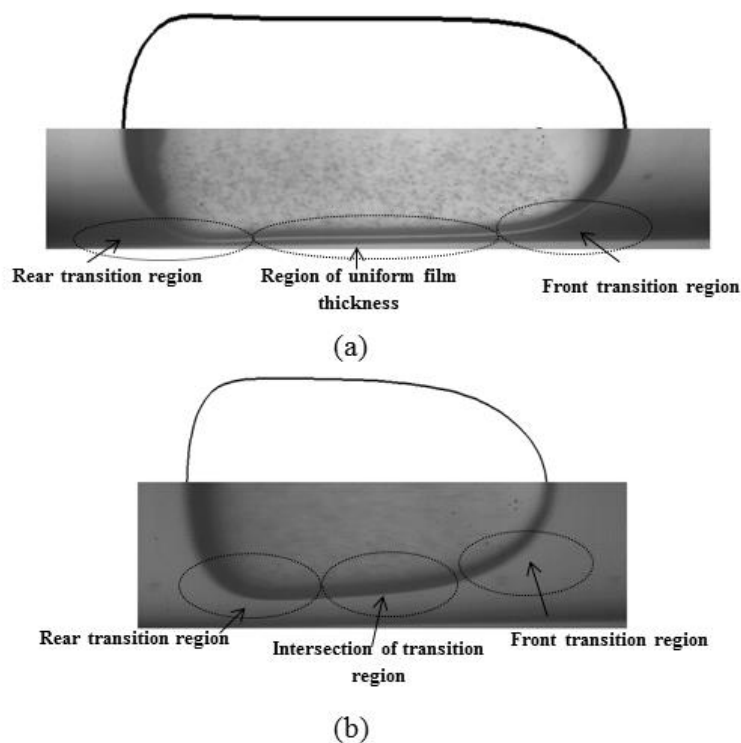 Rear transition region
Region of uniform film
thickness
Front transition region
(a)
Rear transition region
Intersection of transition
region
Front transition region
(b)